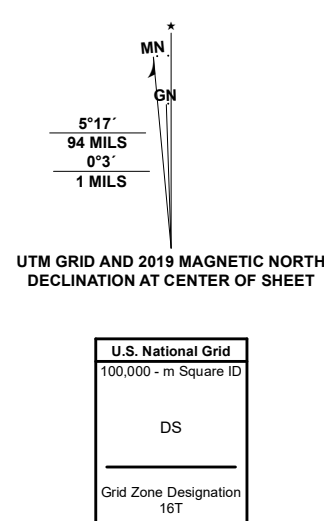 ★
MN
GN
5°17´
94 MILS
0°3´
1 MILS
UTM GRID AND 2019 MAGNETIC NORTH
DECLINATION AT CENTER OF SHEET
U.S. National Grid
100,000 - m Square ID
DS
Grid Zone Designation
16T